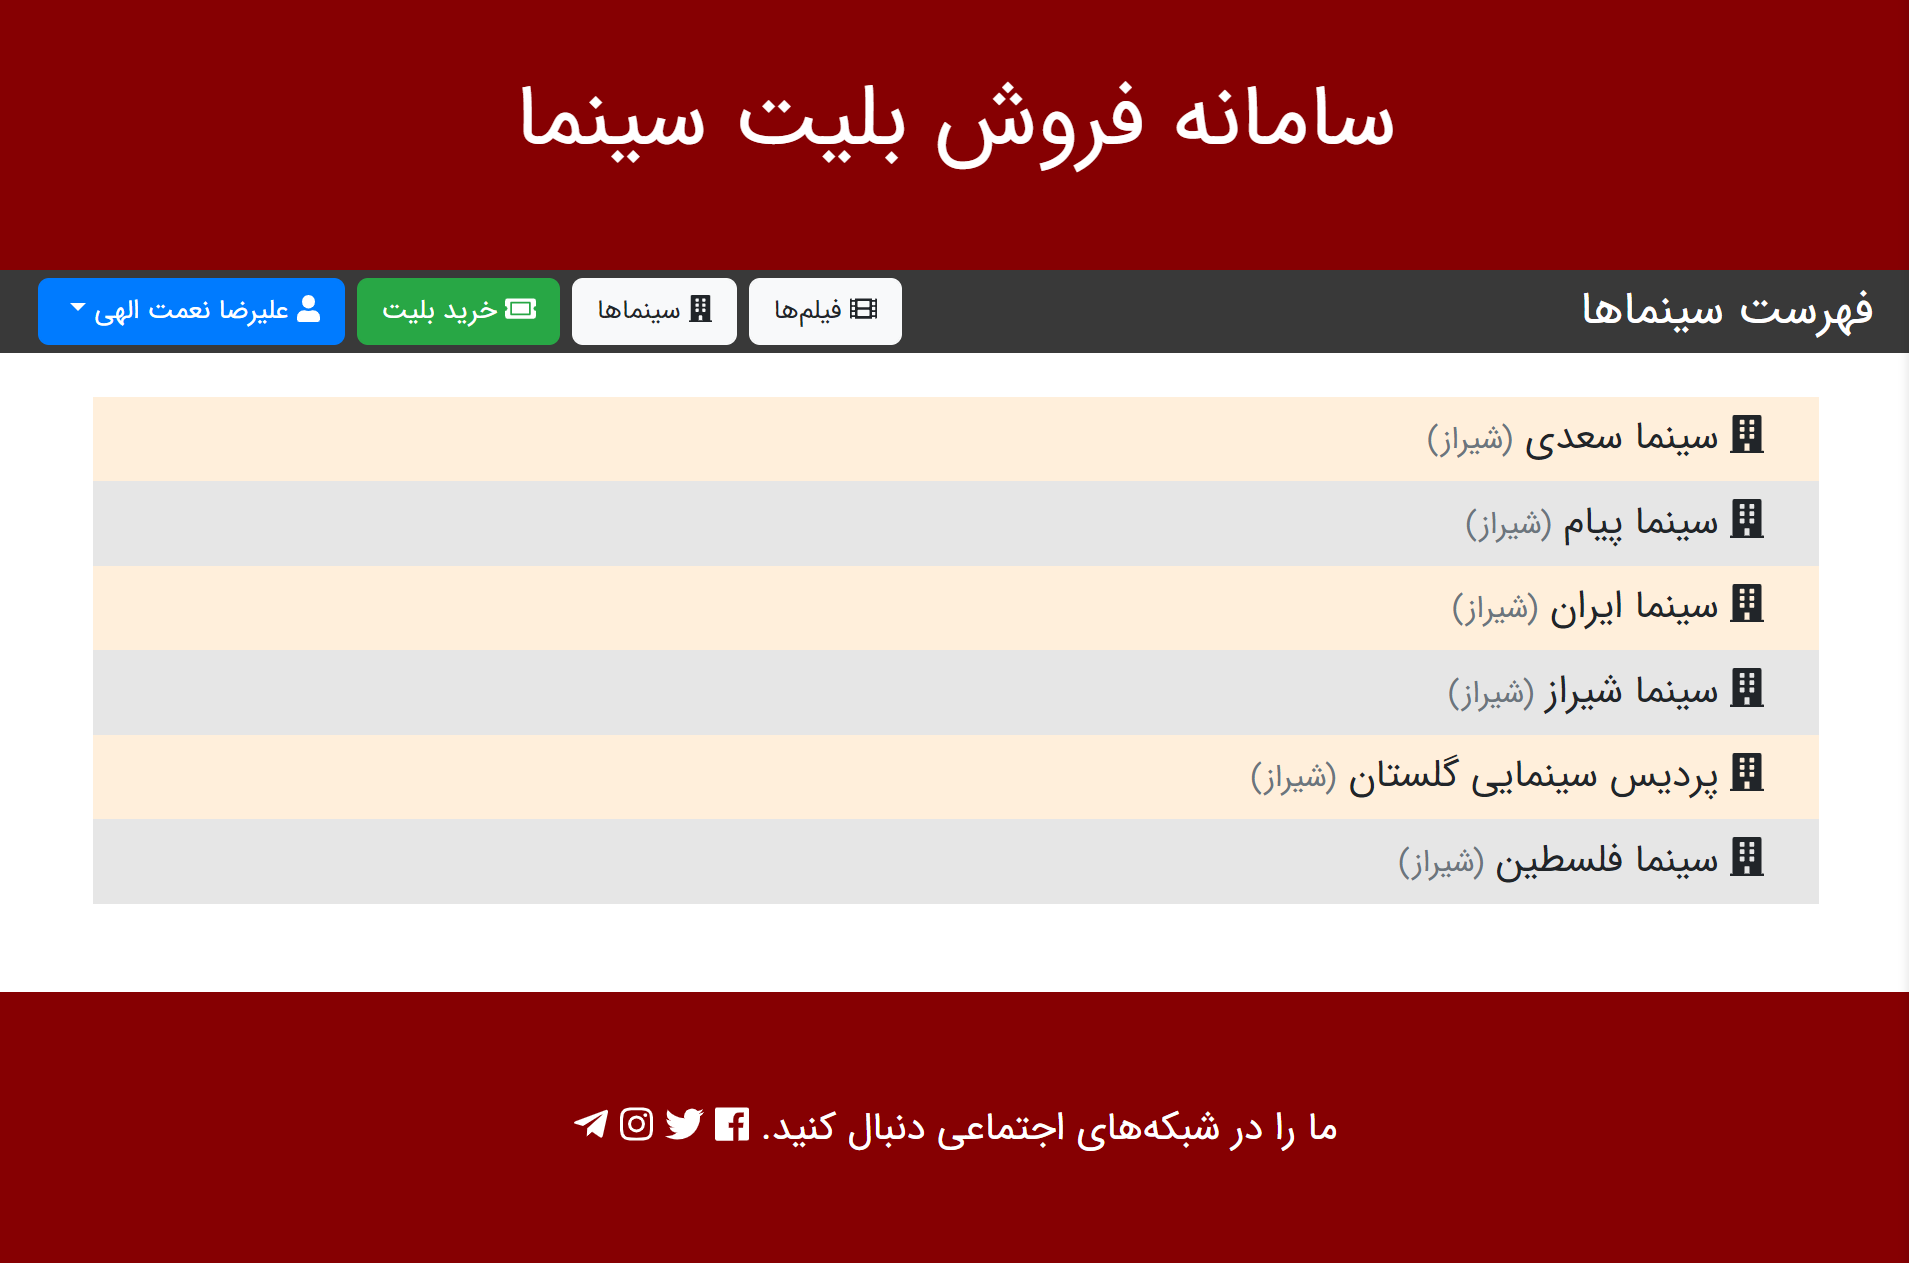 سامانه فروش بلیت سینما
فهرست سینماها
فیلم‌ها
سینماها
خرید بلیت
علیرضا نعمت الهی
سینما سعدی (شیراز)
سینما پیام (شیراز)
سینما ایران (شیراز)
سینما شیراز (شیراز)
پردیس سینمایی گلستان (شیراز)
سینما فلسطین (شیراز)
ما را در شبکه‌های اجتماعی دنبال کنید.